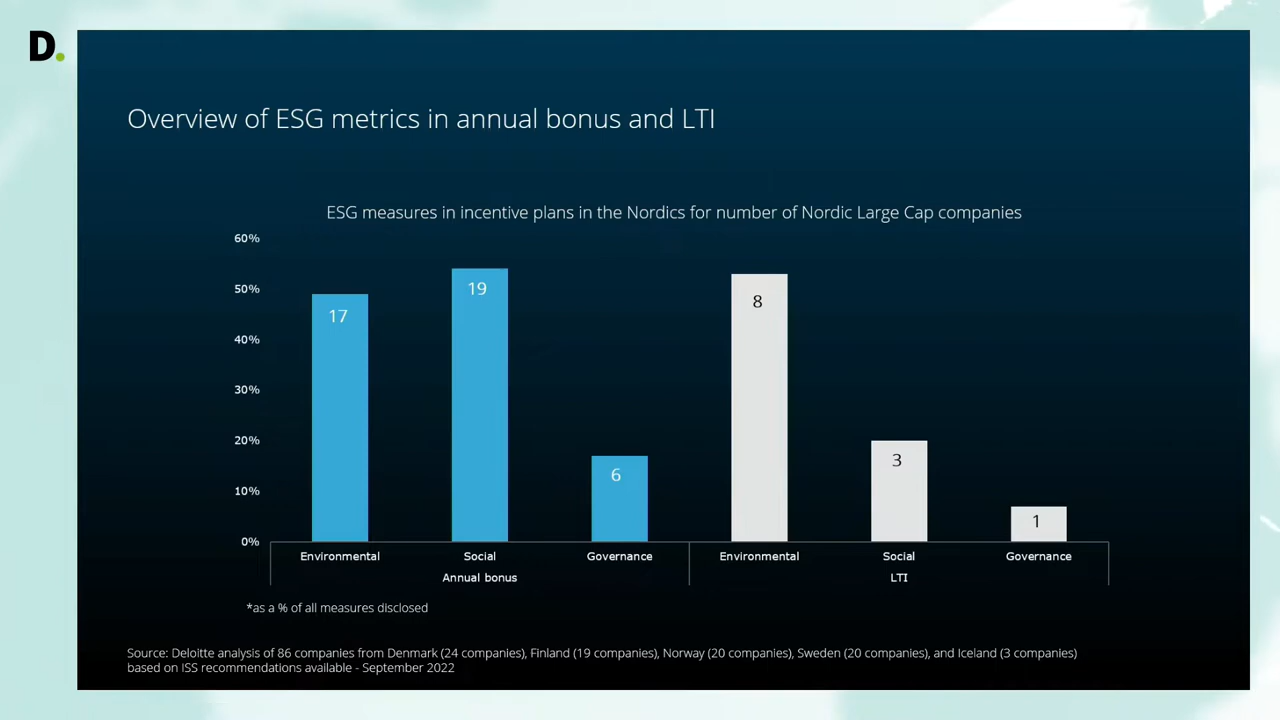 D.
Overview of ESG metrics in annual bonus and LTI
ESG measures in incentive plans in the Nordics for number of Nordic Large Cap companies
60%
50%
40%
30%
20%
10%
0%
17
19
6
8
3
1
Environmental
Social
Governance
Environmental
Social
Governance
Annual bonus
LTI
*as a % of all measures disclosed
Source: Deloitte analysis of 86 companies from Denmark (24 companies), Finland (19 companies), Norway (20 companies), Sweden (20 companies), and Iceland (3 companies)
based on ISS recommendations available - September 2022